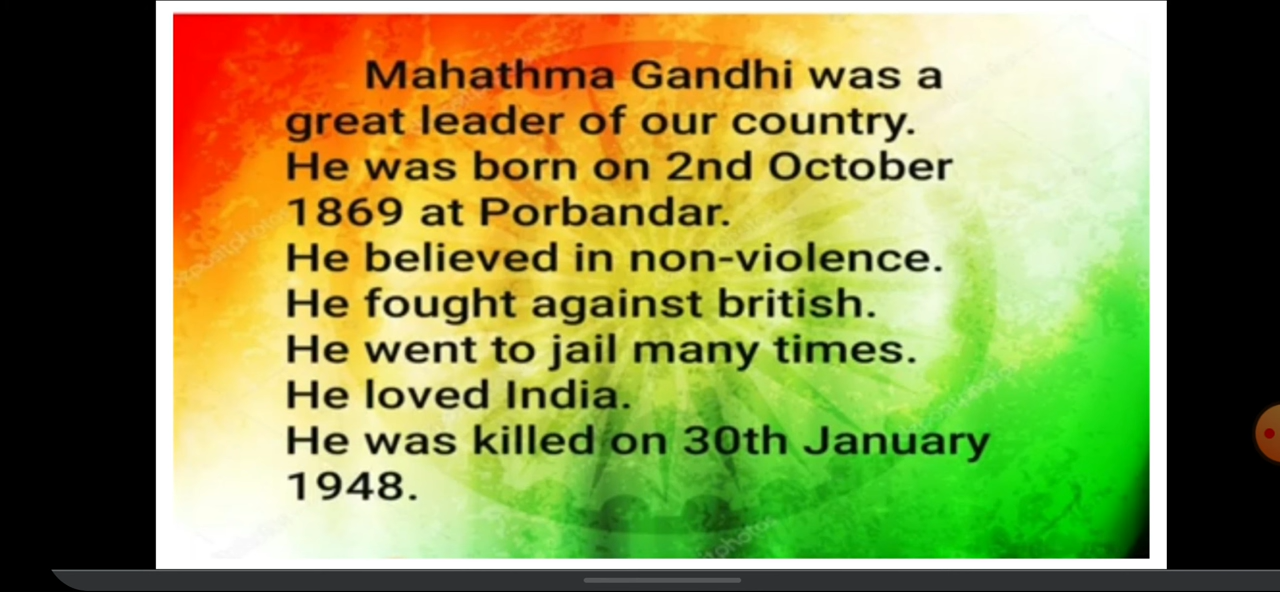 Mahathma Gandhi was a
great leader of our country.
He was born on 2nd October
1869 at Porbandar.
He believed in non-violence.
He fought against british.
He went to jail many times.
He loved India.
He was killed on 30th January
1948.